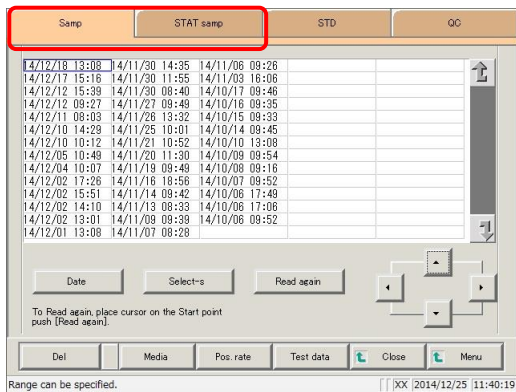 Samp STAT samp STD QC
14/12/18 13:08 14/11/30 14:35 14/11/06 09:26
14/12/17 15:16 14/11/30 11:55 14/11/03 16:06
14/12/12 15:39 14/11/30 08:40 14/10/17 09:46
14/12/12 09:27 14/11/27 09:49 14/10/16 09:35
14/12/11 08:03 14/11/26 13:32 14/10/15 09:33
14/12/10 14:29 14/11/25 10:01 14/10/14 09:45
14/12/10 10:12 14/11/21 10:52 14/10/10 13:08
14/12/05 10:49 14/11/20 11:30 14/10/09 09:54
14/12/04 10:07 14/11/19 09:49 14/10/08 09:16
14/12/02 17:26 14/11/16 18:56 14/10/07 09:52
14/12/02 15:51 14/11/14 09:42 14/10/06 17:49
14/12/02 14:10 14/11/13 08:33 14/10/06 17:06
14/12/02 13:01 14/11/09 09:39 14/10/06 09:52
14/12/01 13:08 14/11/07 08:28
Date Select-s Read again
To Read again, place cursor on the Start point
push [Read again].
Del Media Pos. rate Test data Close Menu
Range can be specified. XX 2014/12/25 11:40:19